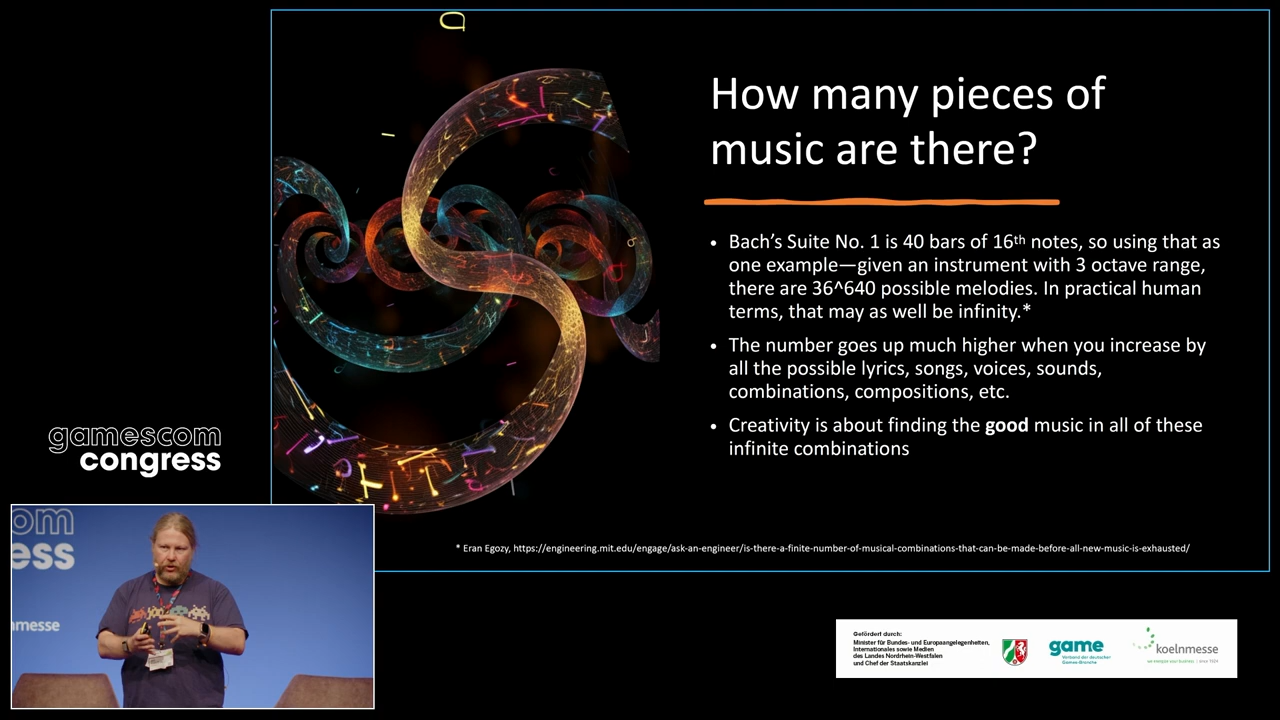 How many pieces of
music are there?
• Bach’s Suite No. 1 is 40 bars of 16th notes, so using that as
one example—given an instrument with 3 octave range,
there are 36^640 possible melodies. In practical human
terms, that may as well be infinity.*
• The number goes up much higher when you increase by
all the possible lyrics, songs, voices, sounds,
combinations, compositions, etc.
• Creativity is about finding the good music in all of these
infinite combinations
* Eran Egozy, https://engineering.mit.edu/engage/ask-an-engineer/is-there-a-finite-number-of-musical-combinations-that-can-be-made-before-all-new-music-is-exhausted/
gamescom
congress
om
ess
nmesse
Gefördert durch:
Minister für Bundes- und Europaangelegenheiten,
Internationales sowie Medien
des Landes Nordrhein-Westfalen
und Chef der Staatskanzlei
game
Verband der deutschen
Games-Branche
koelnmesse